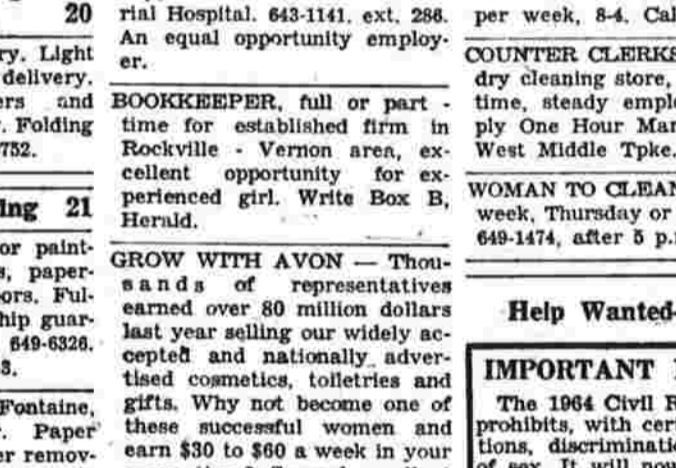 20
ry. Light
delivery.
ers and
. Folding
752.
ing 21
or paint-
s, paper-
ors. Ful-
hip guar-
649-6326.
3.
Fontaine,
. Paper
er remov-
rial Hospital. 643-1141, ext. 286.
An equal opportunity employ-
er.
BOOKKEEPER, full or part -
time for established firm in
Rockville - Vernon area, ex-
cellent opportunity for ex-
perienced girl. Write Box B,
Herald.
GROW WITH AVON — Thou-
sands of representatives
earned over 80 million dollars
last year selling our widely ac-
cepted and nationally adver-
tised cosmetics, toiletries and
gifts. Why not become one of
these successful women and
earn $30 to $60 a week in your
per week, 8-4. Cal
COUNTER CLERKS
dry cleaning store,
time, steady empl
ply One Hour Mar
West Middle Tpke.
WOMAN TO CLEAN
week, Thursday or
649-1474, after 5 p.
Help Wanted-
IMPORTANT
The 1964 Civil R
prohibits, with cer
tions, discriminati
of sex. It will